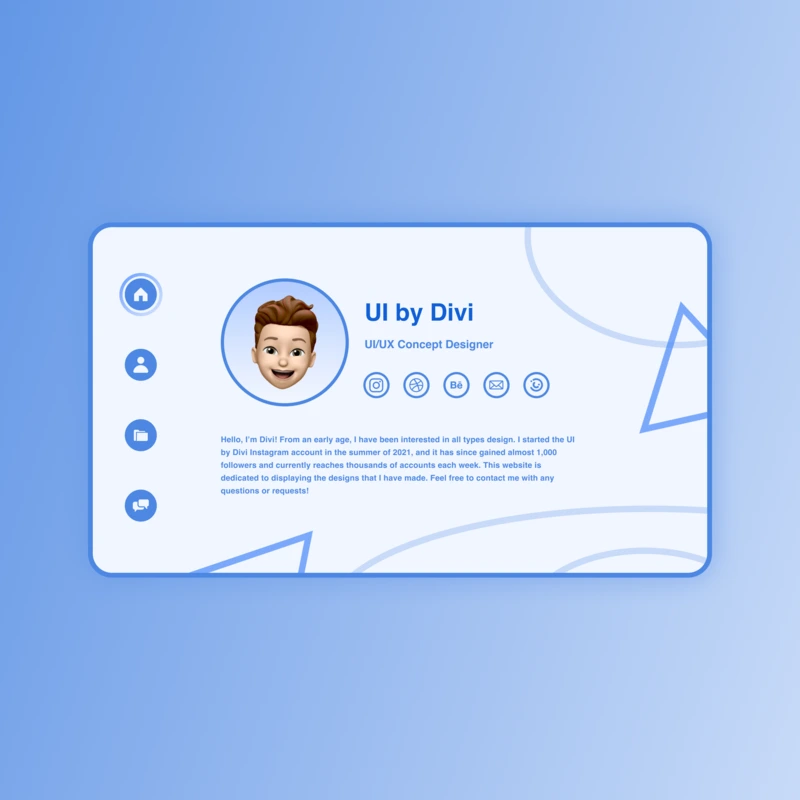 UI by Divi
UI/UX Concept Designer
Bē
Hello, I'm Divi! From an early age, I have been interested in all types design. I started the UI
by Divi Instagram account in the summer of 2021, and it has since gained almost 1,000
followers and currently reaches thousands of accounts each week. This website is
dedicated to displaying the designs that I have made. Feel free to contact me with any
questions or requests!